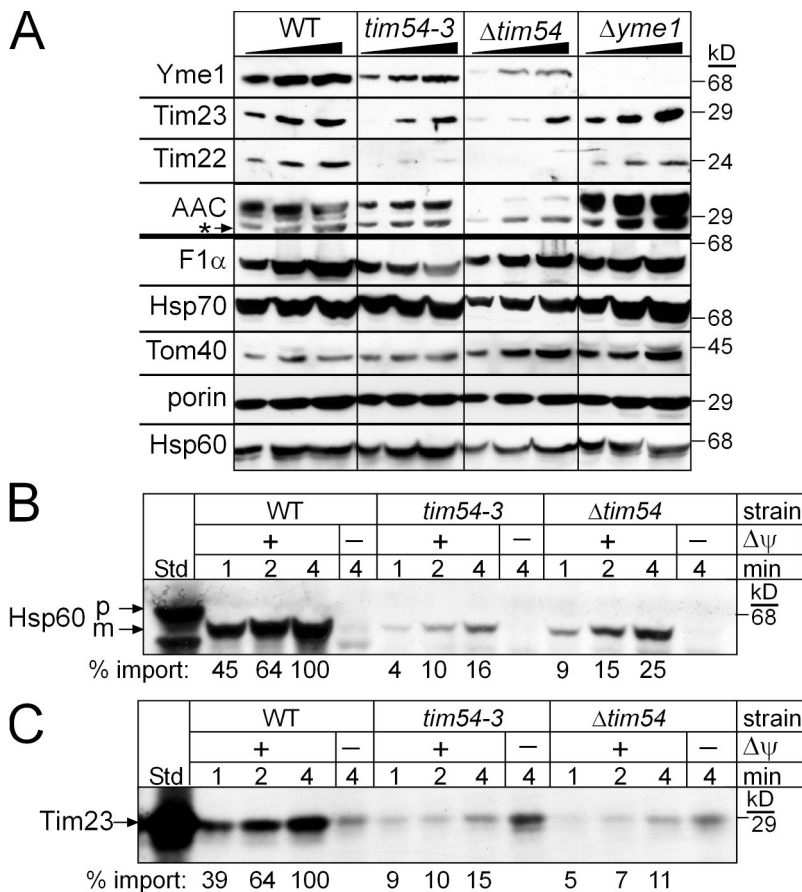 A
WT tim54-3 Δtim54 Δyme1
kD
Yme1 68
Tim23 29
Tim22 24
AAC 29
*
F1α 68
Hsp70 68
Tom40 45
porin 29
Hsp60 68
B
WT tim54-3 Δtim54 strain
+ − + − + − Δψ
Std 1 2 4 4 1 2 4 4 1 2 4 4 min
kD
Hsp60 p 68
m
% import: 45 64 100 4 10 16 9 15 25
C
WT tim54-3 Δtim54 strain
+ − + − + − Δψ
Std 1 2 4 4 1 2 4 4 1 2 4 4 min
kD
Tim23 29
% import: 39 64 100 9 10 15 5 7 11